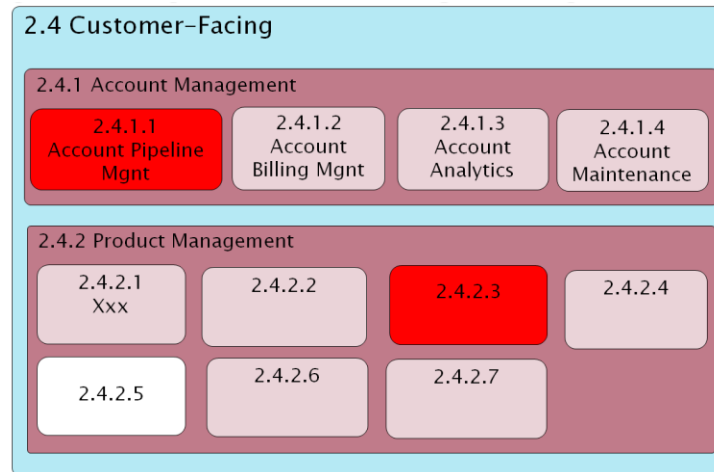 2.4 Customer-Facing
2.4.1 Account Management
2.4.1.1
Account Pipeline
Mgnt
2.4.1.2
Account
Billing Mgnt
2.4.1.3
Account
Analytics
2.4.1.4
Account
Maintenance
2.4.2 Product Management
2.4.2.1
Xxx
2.4.2.2
2.4.2.3
2.4.2.4
2.4.2.5
2.4.2.6
2.4.2.7